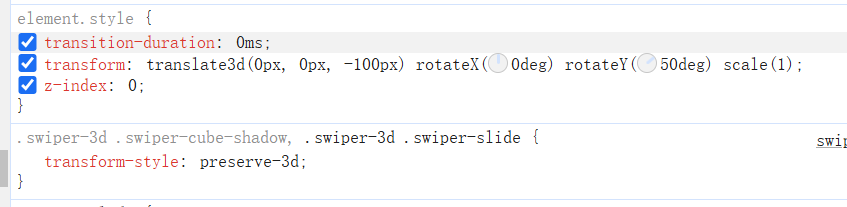 element.style {
transition-duration: 0ms;
transform: translate3d(0px, 0px, -100px) rotateX(0deg) rotateY(50deg) scale(1);
z-index: 0;
}
.swiper-3d .swiper-cube-shadow, .swiper-3d .swiper-slide {
swip
transform-style: preserve-3d;
}